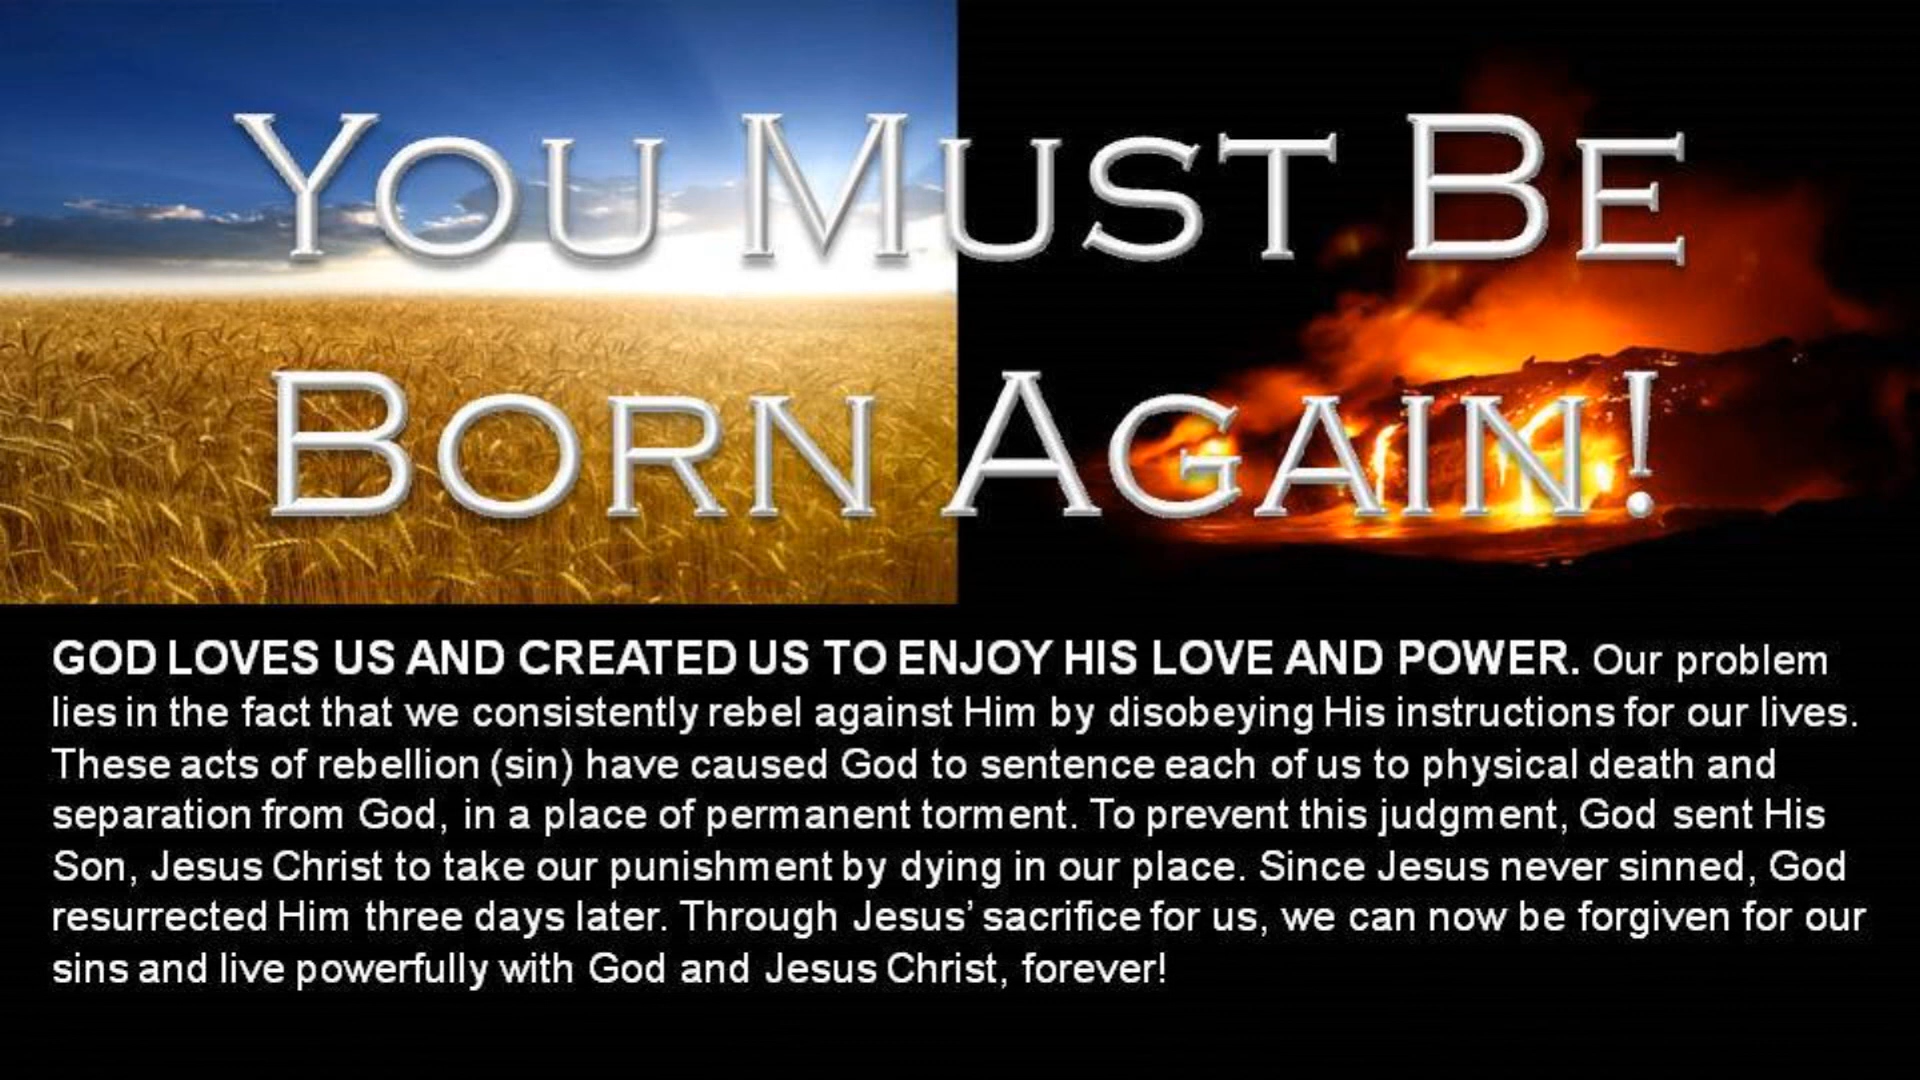 You Must Be
Born Again!
GOD LOVES US AND CREATED US TO ENJOY HIS LOVE AND POWER. Our problem
lies in the fact that we consistently rebel against Him by disobeying His instructions for our lives.
These acts of rebellion (sin) have caused God to sentence each of us to physical death and
separation from God, in a place of permanent torment. To prevent this judgment, God sent His
Son, Jesus Christ to take our punishment by dying in our place. Since Jesus never sinned, God
resurrected Him three days later. Through Jesus’ sacrifice for us, we can now be forgiven for our
sins and live powerfully with God and Jesus Christ, forever!